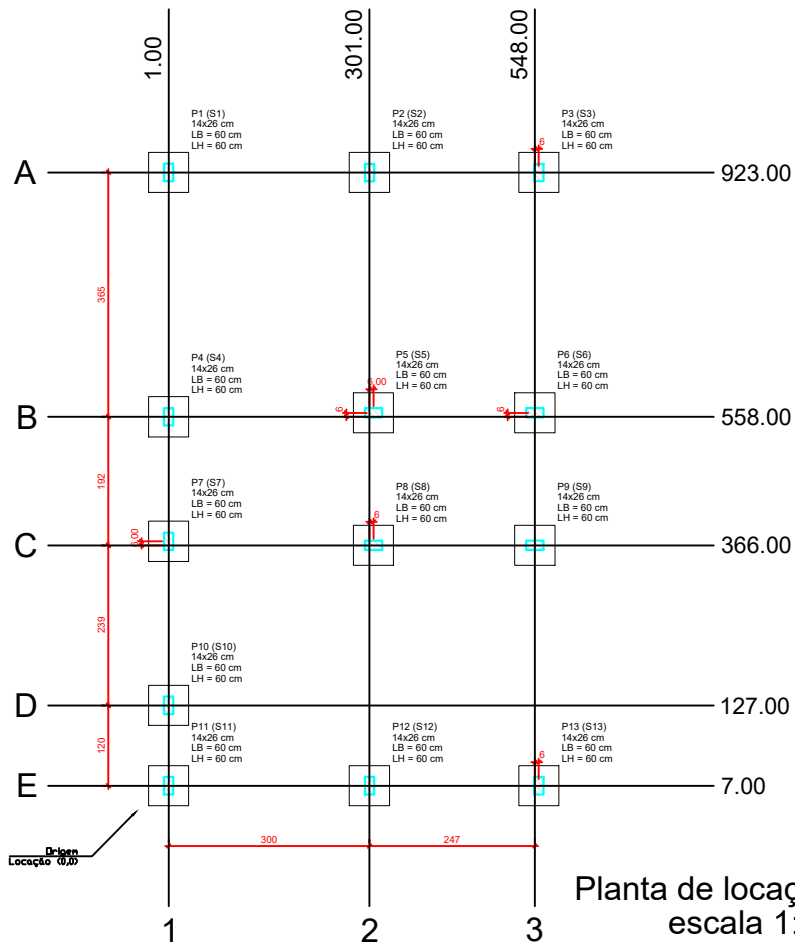 1.00
301.00
548.00
P1 (S1)
14x26 cm
LB = 60 cm
LH = 60 cm
P2 (S2)
14x26 cm
LB = 60 cm
LH = 60 cm
P3 (S3)
14x26 cm
LB = 60 cm
LH = 60 cm
6
A
923.00
365
P4 (S4)
14x26 cm
LB = 60 cm
LH = 60 cm
P5 (S5)
14x26 cm
LB = 60 cm
LH = 60 cm
6,00
6
P6 (S6)
14x26 cm
LB = 60 cm
LH = 60 cm
6
B
558.00
192
P7 (S7)
14x26 cm
LB = 60 cm
LH = 60 cm
6,00
P8 (S8)
14x26 cm
LB = 60 cm
LH = 60 cm
6
P9 (S9)
14x26 cm
LB = 60 cm
LH = 60 cm
C
366.00
239
P10 (S10)
14x26 cm
LB = 60 cm
LH = 60 cm
D
127.00
120
P11 (S11)
14x26 cm
LB = 60 cm
LH = 60 cm
P12 (S12)
14x26 cm
LB = 60 cm
LH = 60 cm
P13 (S13)
14x26 cm
LB = 60 cm
LH = 60 cm
6
E
7.00
Origem
Locação (0,0)
300
247
1
2
3
Planta de locaç
escala 1: